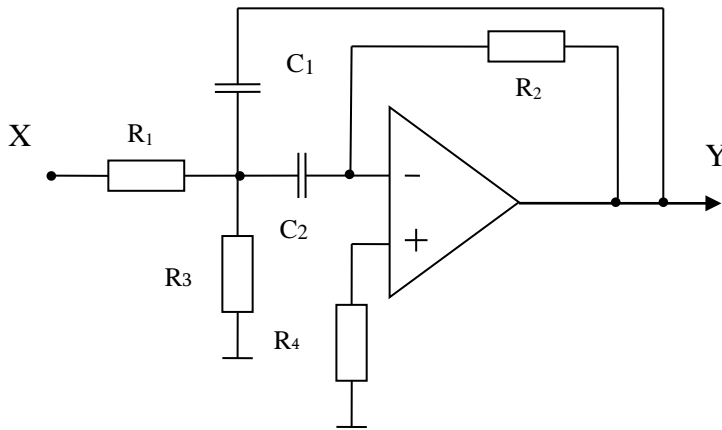 C₁
R₂
X
R₁
Y
−
C₂
+
R₃
R₄